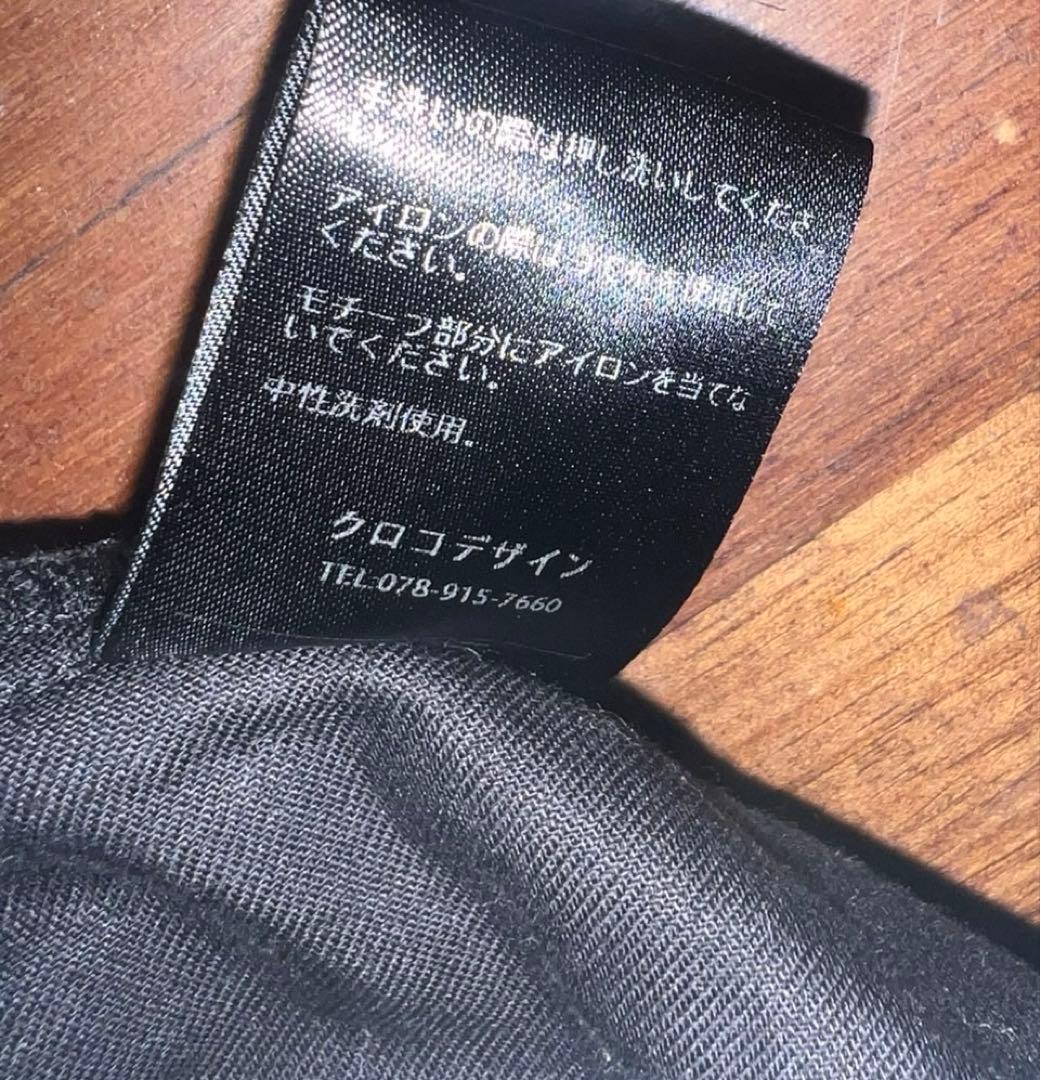 手洗いの際は押し洗いしてくださ
い。
アイロンの際はあて布を使用して
ください。
モチーフ部分にアイロンを当てな
いでください。
中性洗剤使用。
クロコデザイン
TEL:078-915-7660